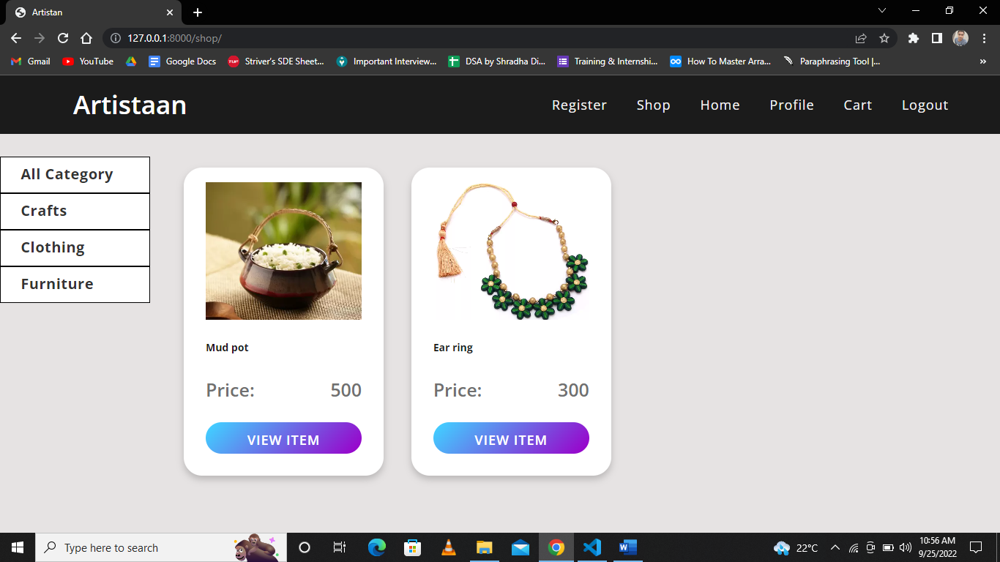 Artistan
127.0.0.1:8000/shop/
Gmail YouTube Google Docs TUF Striver's SDE Sheet... Important Interview... DSA by Shradha Di... Training & Internshi... How To Master Arra... Paraphrasing Tool |... »
Artistaan Register Shop Home Profile Cart Logout
All Category
Crafts
Clothing
Furniture
Mud pot
Price: 500
VIEW ITEM
Ear ring
Price: 300
VIEW ITEM
Type here to search
22°C
10:56 AM
9/25/2022